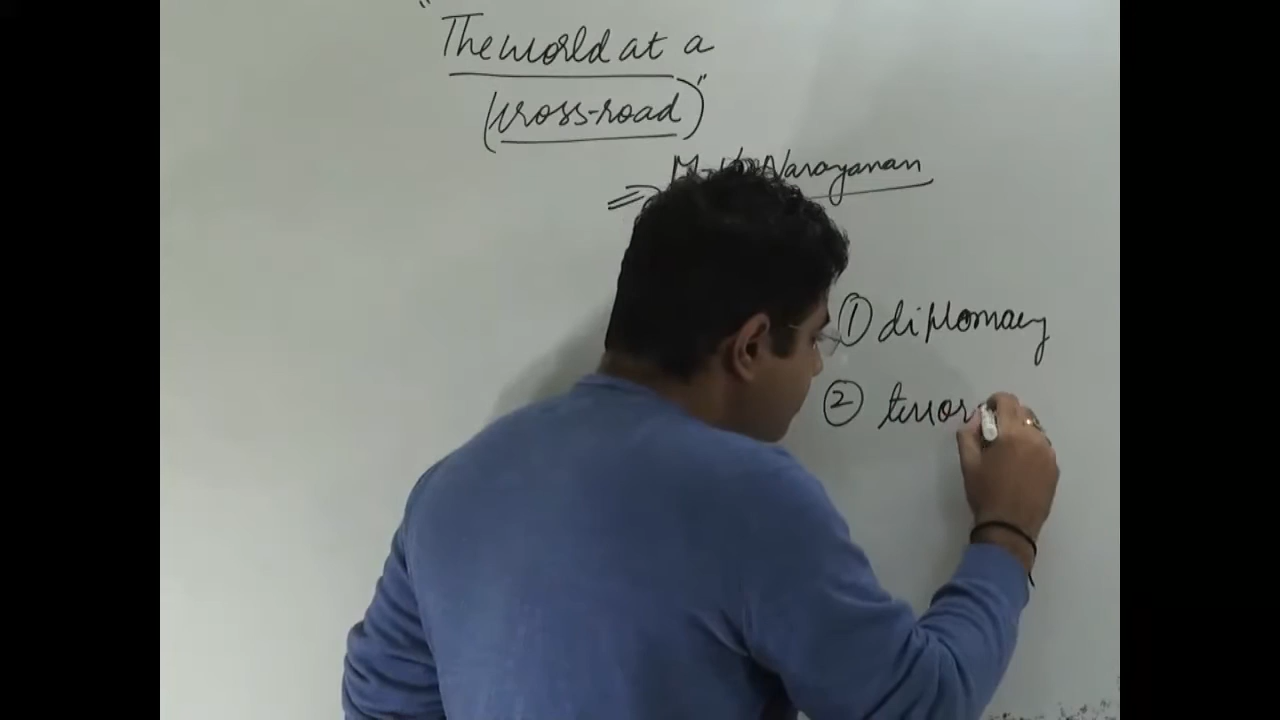 "The world at a
(cross-road)"
⇒ M. Narayanan
① diplomacy
② terror